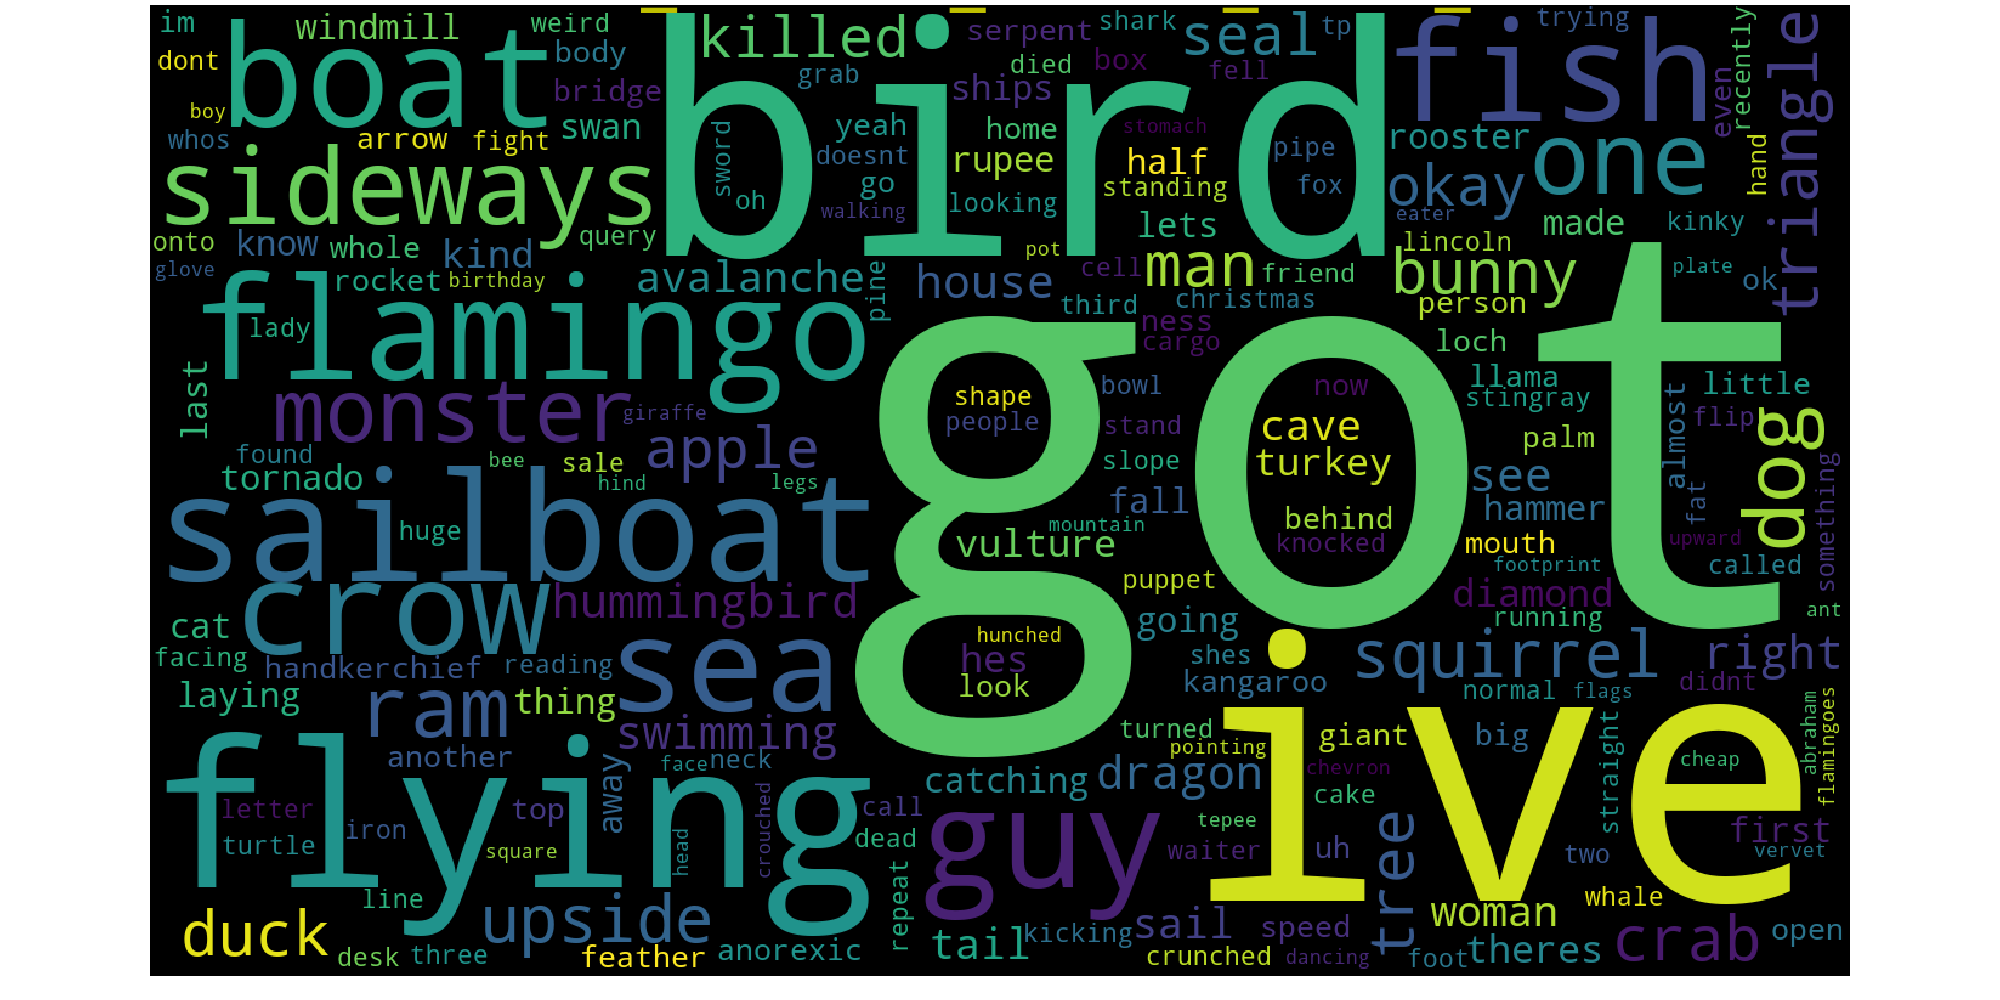 im
windmill
weird
killed
serpent
shark
seal
tp
trying
recently
dont
boat
body
grab
died
box
fell
fish
triangle
boy
bridge
bird
ships
even
whos
arrow
fight
swan
sword
yeah
home
stomach
pipe
rooster
one
hand
sideways
oh
doesnt
rupee
half
fox
okay
go
standing
walking
looking
eater
made
kinky
onto
know
whole
kind
query
pot
lets
lincoln
glove
rocket
birthday
avalanche
pine
house
cell
man
friend
bunny
plate
ok
flamingo
lady
third
christmas
person
ness
cargo
loch
got
last
monster
giraffe
shape
people
bowl
now
llama
stingray
almost
little
flip
dog
found
tornado
bee
sale
hind
apple
legs
stand
cave
turkey
palm
slope
see
fat
something
sailboat
huge
fall
mountain
vulture
behind
knocked
hammer
mouth
upward
footprint
called
crow
hummingbird
puppet
diamond
ant
cat
facing
handkerchief
reading
sea
hunched
hes
look
going
shes
running
squirrel
right
laying
ram
thing
swimming
kangaroo
normal
flags
didnt
another
face
neck
turned
pointing
ive
giant
big
straight
cheap
abraham
flamingoes
flying
away
crouched
catching
dragon
chevron
cake
letter
iron
top
call
guy
tepee
tree
first
turtle
square
head
dead
waiter
uh
two
vervet
line
repeat
whale
duck
upside
woman
desk
three
feather
anorexic
tail
kicking
sail
speed
crunched
dancing
foot
theres
crab
open